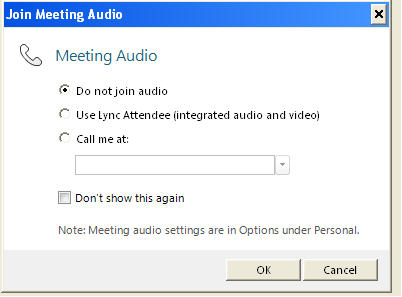 Join Meeting Audio
Meeting Audio
Do not join audio
Use Lync Attendee (integrated audio and video)
Call me at:
Don't show this again
Note: Meeting audio settings are in Options under Personal.
OK Cancel